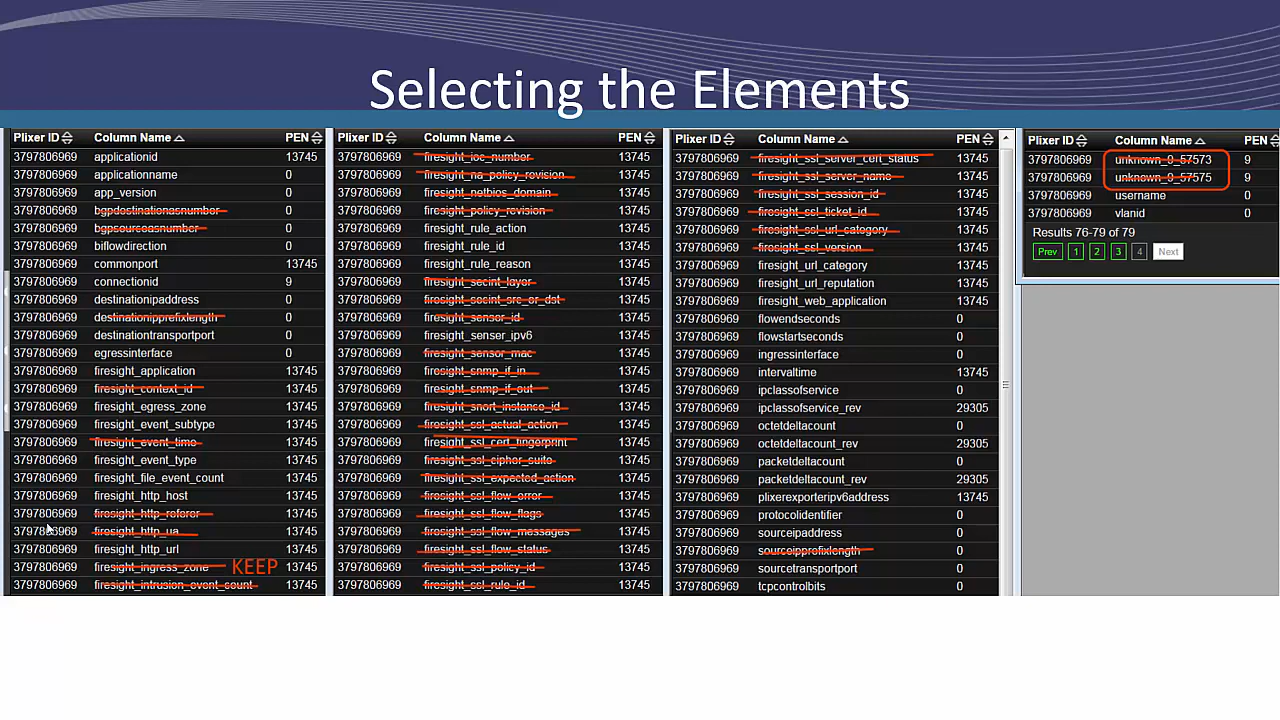 Selecting the Elements
Plixer ID Column Name PEN
3797806969 applicationid 13745
3797806969 applicationname 0
3797806969 app_version 0
3797806969 bgpdestinationasnumber 0
3797806969 bgpsourceasnumber 0
3797806969 biflowdirection 0
3797806969 commonport 13745
3797806969 connectionid 9
3797806969 destinationipaddress 0
3797806969 destinationipprefixlength 0
3797806969 destinationtransportport 0
3797806969 egressinterface 0
3797806969 firesight_application 13745
3797806969 firesight_context_id 13745
3797806969 firesight_egress_zone 13745
3797806969 firesight_event_subtype 13745
3797806969 firesight_event_time 13745
3797806969 firesight_event_type 13745
3797806969 firesight_file_event_count 13745
3797806969 firesight_http_host 13745
3797806969 firesight_http_referer 13745
3797806969 firesight_http_ua 13745
3797806969 firesight_http_url 13745
3797806969 firesight_ingress_zone KEEP 13745
3797806969 firesight_intrusion_event_count 13745
Plixer ID Column Name PEN
3797806969 firesight_ioc_number 13745
3797806969 firesight_na_policy_revision 13745
3797806969 firesight_netbios_domain 13745
3797806969 firesight_policy_revision 13745
3797806969 firesight_rule_action 13745
3797806969 firesight_rule_id 13745
3797806969 firesight_rule_reason 13745
3797806969 firesight_secint_layer 13745
3797806969 firesight_secint_src_or_dst 13745
3797806969 firesight_sensor_id 13745
3797806969 firesight_senser_ipv6 13745
3797806969 firesight_sensor_mac 13745
3797806969 firesight_snmp_if_in 13745
3797806969 firesight_snmp_if_out 13745
3797806969 firesight_snort_instance_id 13745
3797806969 firesight_ssl_actual_action 13745
3797806969 firesight_ssl_cert_fingerprint 13745
3797806969 firesight_ssl_cipher_suite 13745
3797806969 firesight_ssl_expected_action 13745
3797806969 firesight_ssl_flow_error 13745
3797806969 firesight_ssl_flow_flags 13745
3797806969 firesight_ssl_flow_messages 13745
3797806969 firesight_ssl_flow_status 13745
3797806969 firesight_ssl_policy_id 13745
3797806969 firesight_ssl_rule_id 13745
Plixer ID Column Name PEN
3797806969 firesight_ssl_server_cert_status 13745
3797806969 firesight_ssl_server_name 13745
3797806969 firesight_ssl_session_id 13745
3797806969 firesight_ssl_ticket_id 13745
3797806969 firesight_ssl_url_category 13745
3797806969 firesight_ssl_version 13745
3797806969 firesight_url_category 13745
3797806969 firesight_url_reputation 13745
3797806969 firesight_web_application 13745
3797806969 flowendseconds 0
3797806969 flowstartseconds 0
3797806969 ingressinterface 0
3797806969 intervaltime 13745
3797806969 ipclassofservice 0
3797806969 ipclassofservice_rev 29305
3797806969 octetdeltacount 0
3797806969 octetdeltacount_rev 29305
3797806969 packetdeltacount 0
3797806969 packetdeltacount_rev 29305
3797806969 plixerexporteripv6address 13745
3797806969 protocolidentifier 0
3797806969 sourceipaddress 0
3797806969 sourceipprefixlength 0
3797806969 sourcetransportport 0
3797806969 tcpcontrolbits 0
Plixer ID Column Name PEN
3797806969 unknown_9_57573 9
3797806969 unknown_9_57575 9
3797806969 username 0
3797806969 vlanid 0
Results 76-79 of 79
Prev 1 2 3 4 Next